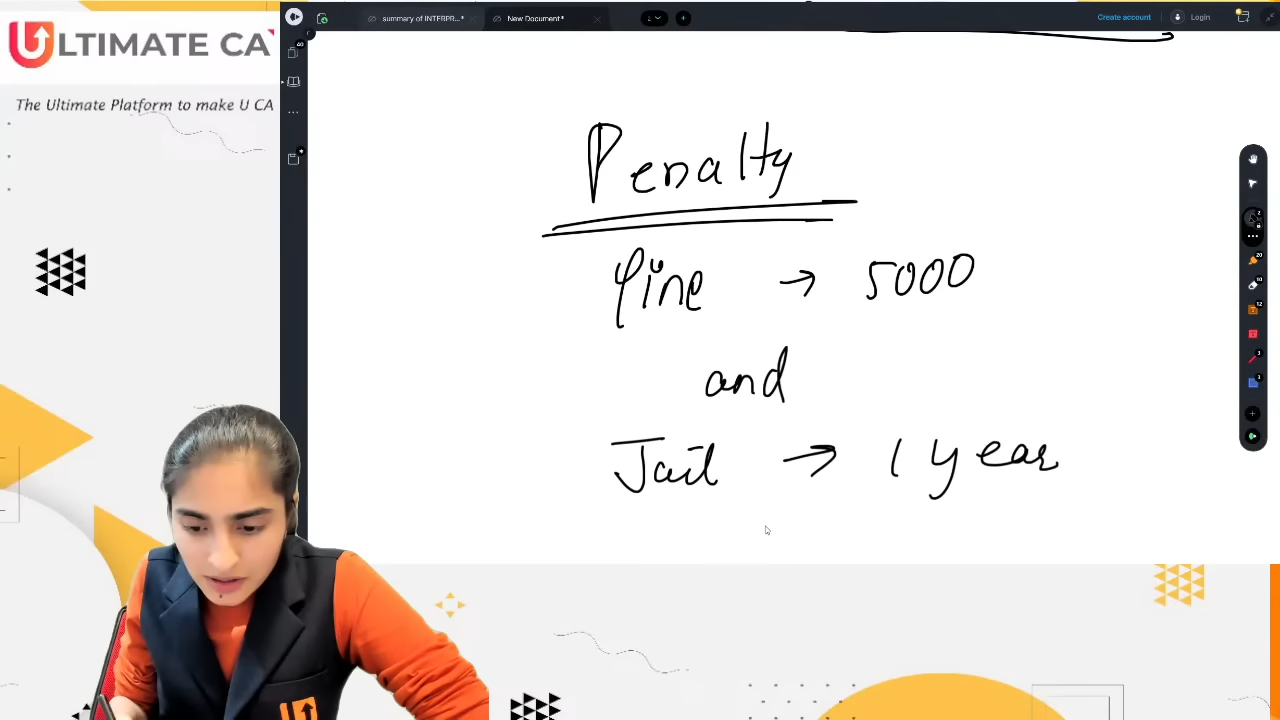 ULTIMATE CA
The Ultimate Platform to make U CA
summary of INTERPR...*
New Document*
Create account
Login
Penalty
fine → 5000
and
Jail → 1 year